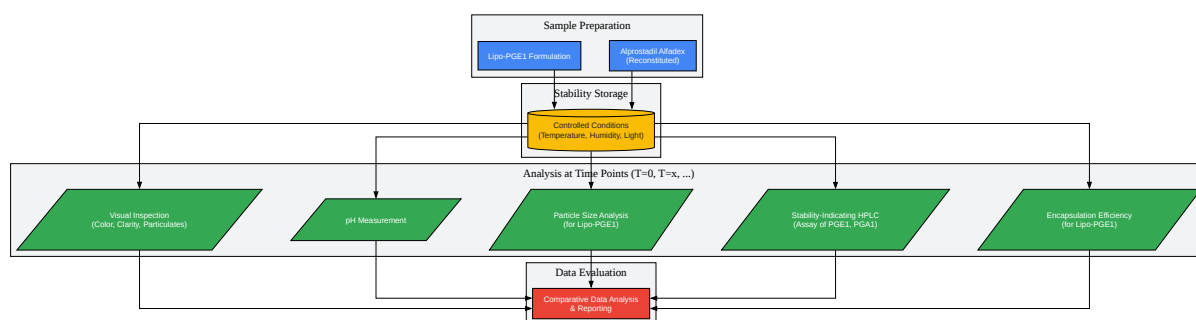 Sample Preparation
Lipo-PGE1 Formulation
Alprostadil Alfadex
(Reconstituted)
Stability Storage
Controlled Conditions
(Temperature, Humidity, Light)
Analysis at Time Points (T=0, T=x, ...)
Visual Inspection
(Color, Clarity, Particulates)
pH Measurement
Particle Size Analysis
(for Lipo-PGE1)
Stability-Indicating HPLC
(Assay of PGE1, PGA1)
Encapsulation Efficiency
(for Lipo-PGE1)
Data Evaluation
Comparative Data Analysis
& Reporting